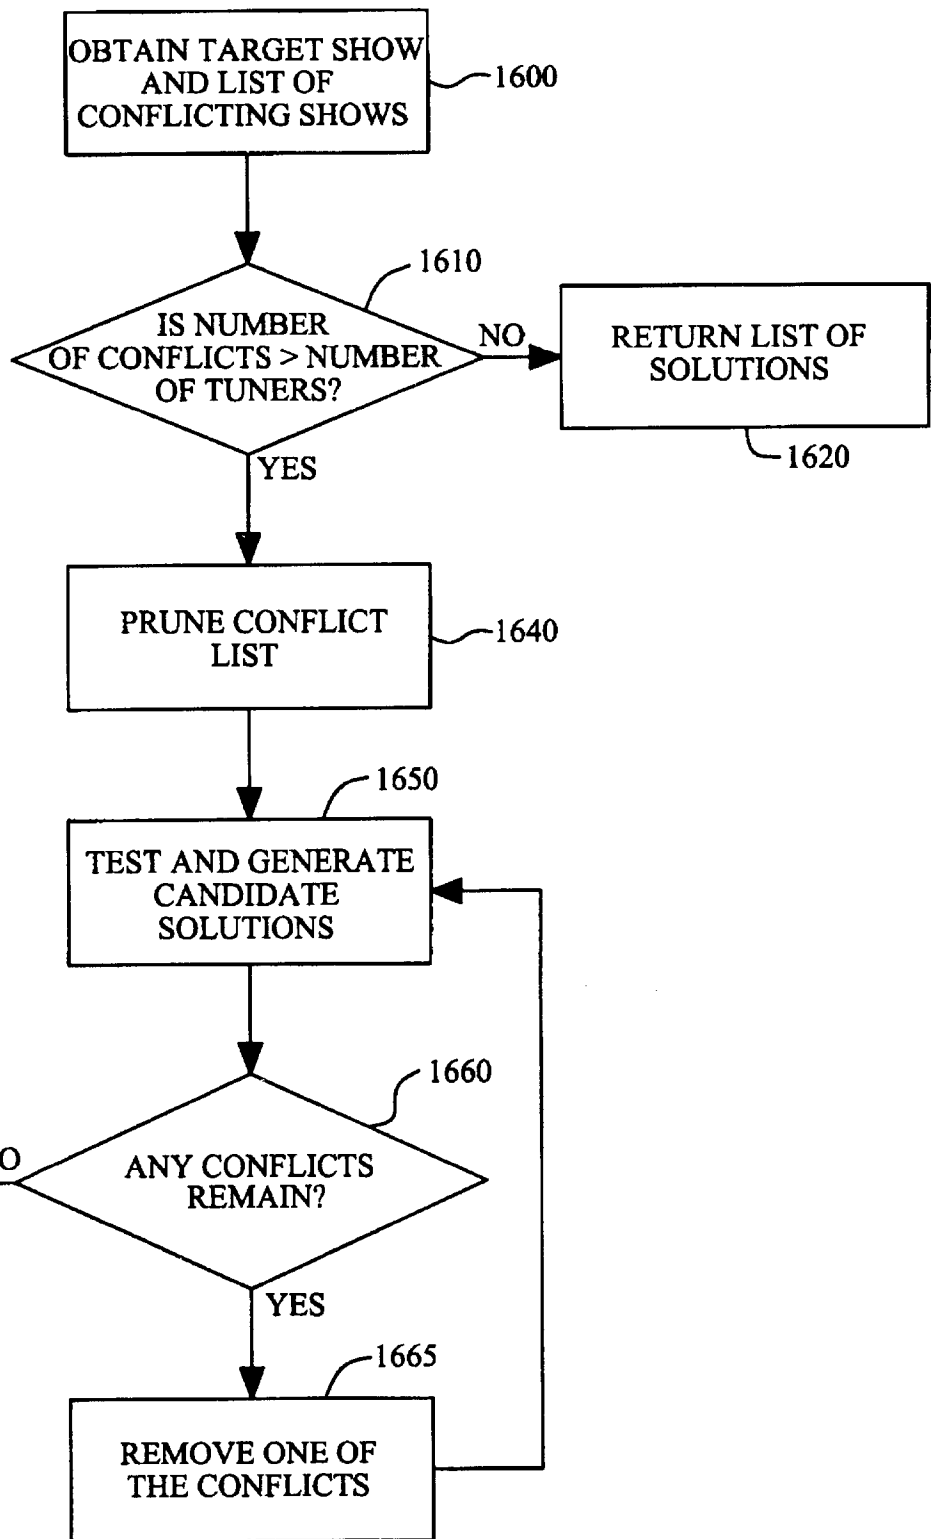 OBTAIN TARGET SHOW
AND LIST OF
CONFLICTING SHOWS
1600
1610
IS NUMBER
OF CONFLICTS > NUMBER
OF TUNERS?
NO
RETURN LIST OF
SOLUTIONS
1620
YES
PRUNE CONFLICT
LIST
1640
1650
TEST AND GENERATE
CANDIDATE
SOLUTIONS
1660
ANY CONFLICTS
REMAIN?
O
YES
1665
REMOVE ONE OF
THE CONFLICTS